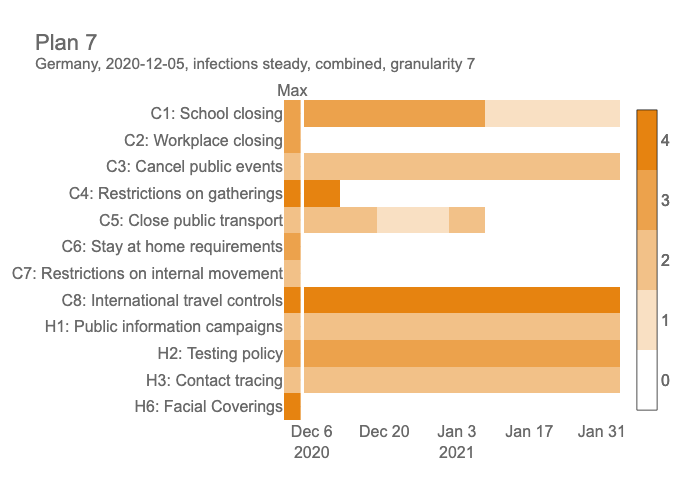 Plan 7
Germany, 2020-12-05, infections steady, combined, granularity 7
Max
C1: School closing
C2: Workplace closing
C3: Cancel public events
C4: Restrictions on gatherings
C5: Close public transport
C6: Stay at home requirements
C7: Restrictions on internal movement
C8: International travel controls
H1: Public information campaigns
H2: Testing policy
H3: Contact tracing
H6: Facial Coverings
4
3
2
1
0
Dec 6 Dec 20 Jan 3 Jan 17 Jan 31
2020 2021